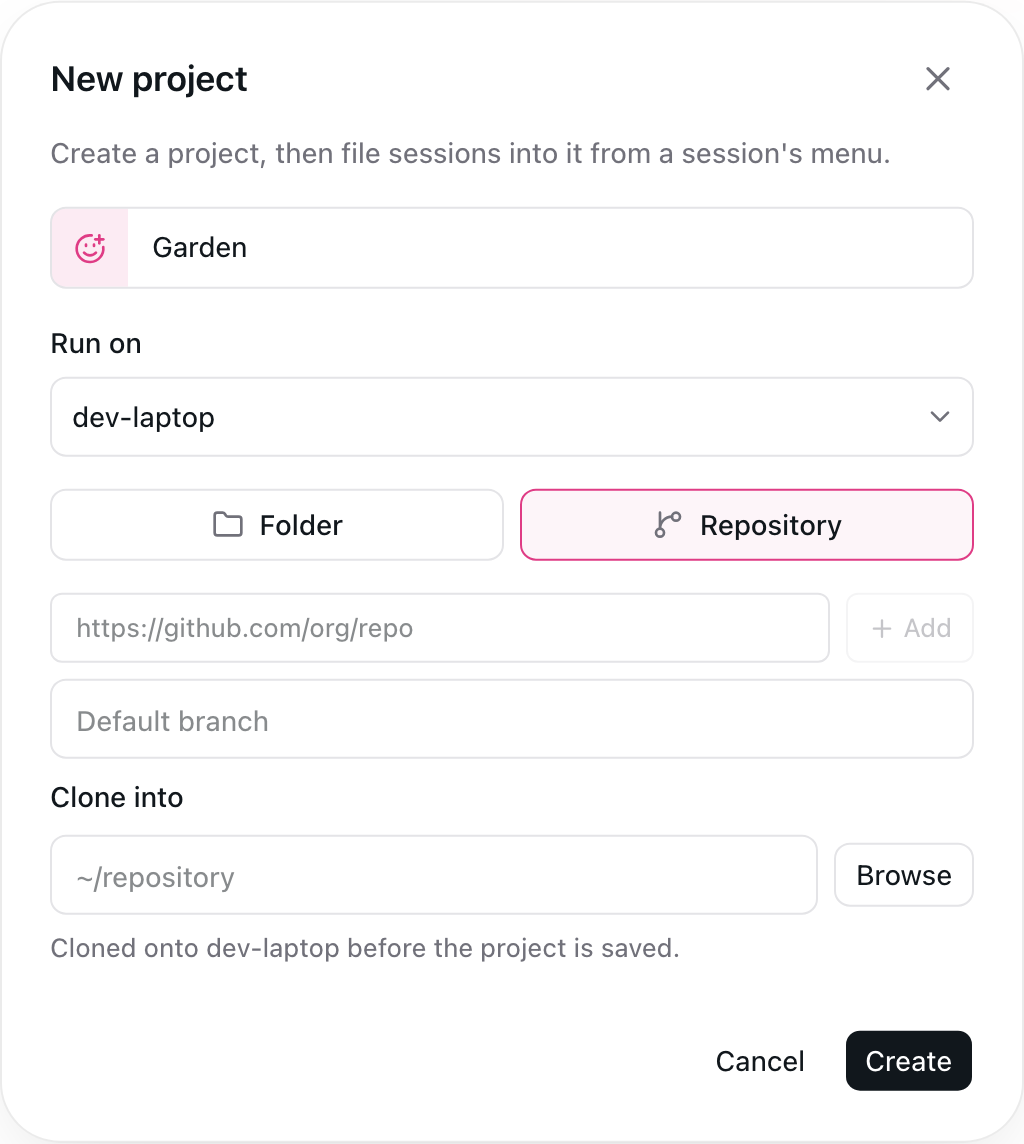 New project
Create a project, then file sessions into it from a session's menu.
Garden
Run on
dev-laptop
Folder
Repository
https://github.com/org/repo
+ Add
Default branch
Clone into
~/repository
Browse
Cloned onto dev-laptop before the project is saved.
Cancel
Create